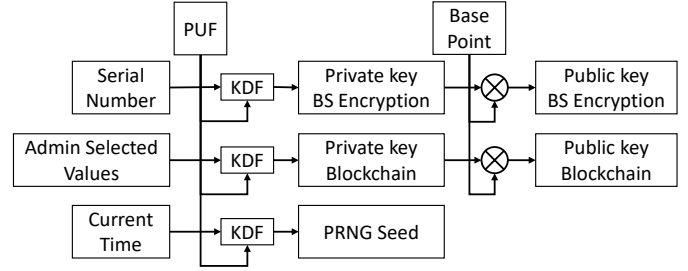 PUF
Base
Point
Serial
Number
KDF
Private key
BS Encryption
Public key
BS Encryption
Admin Selected
Values
KDF
Private key
Blockchain
Public key
Blockchain
Current
Time
KDF
PRNG Seed